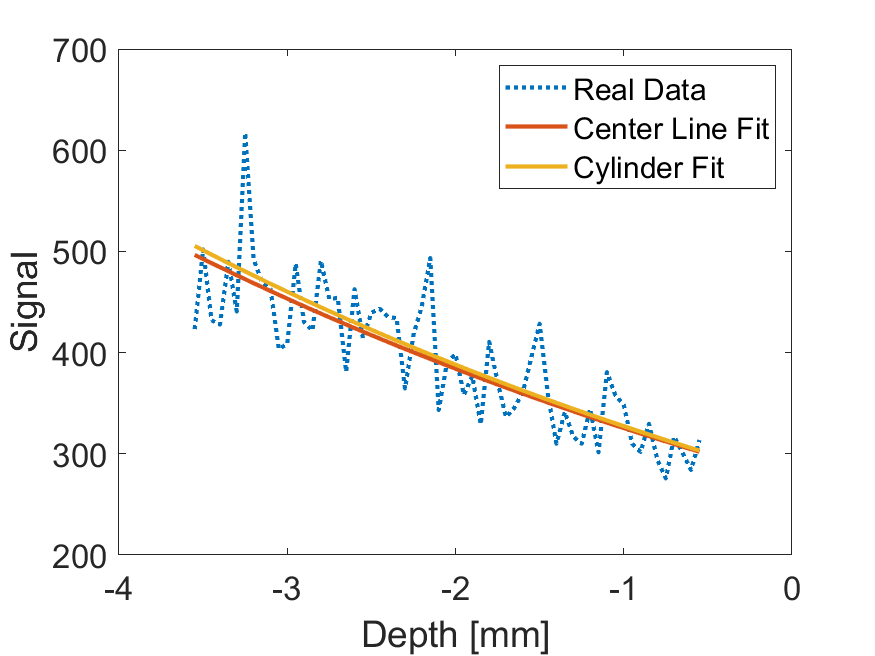 700
600
500
400
300
200
-4
-3
-2
-1
0
Signal
Depth [mm]
Real Data
Center Line Fit
Cylinder Fit